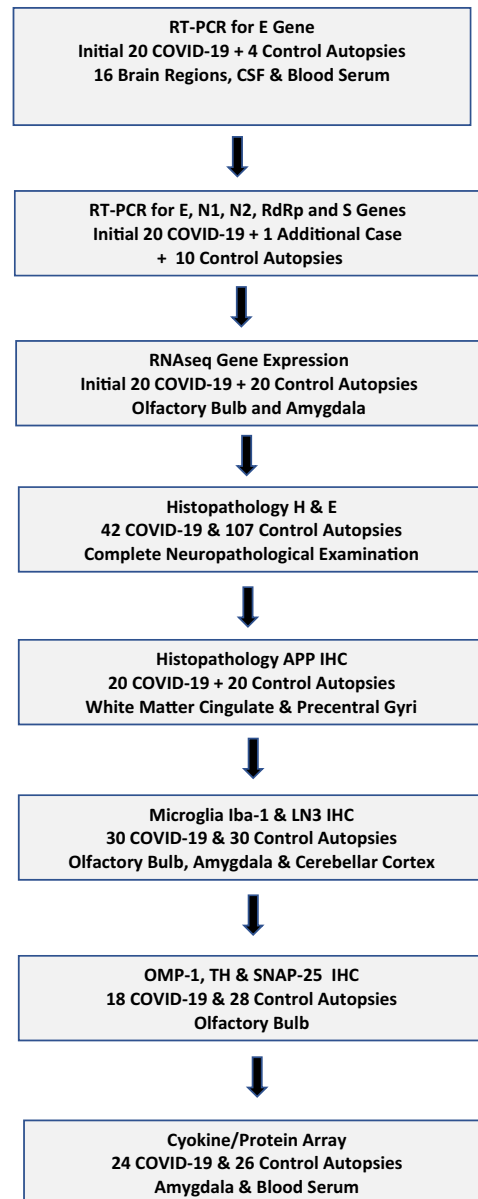 RT-PCR for E Gene
Initial 20 COVID-19 + 4 Control Autopsies
16 Brain Regions, CSF & Blood Serum
RT-PCR for E, N1, N2, RdRp and S Genes
Initial 20 COVID-19 + 1 Additional Case
+ 10 Control Autopsies
RNAseq Gene Expression
Initial 20 COVID-19 + 20 Control Autopsies
Olfactory Bulb and Amygdala
Histopathology H & E
42 COVID-19 & 107 Control Autopsies
Complete Neuropathological Examination
Histopathology APP IHC
20 COVID-19 + 20 Control Autopsies
White Matter Cingulate & Precentral Gyri
Microglia Iba-1 & LN3 IHC
30 COVID-19 & 30 Control Autopsies
Olfactory Bulb, Amygdala & Cerebellar Cortex
OMP-1, TH & SNAP-25 IHC
18 COVID-19 & 28 Control Autopsies
Olfactory Bulb
Cyokine/Protein Array
24 COVID-19 & 26 Control Autopsies
Amygdala & Blood Serum